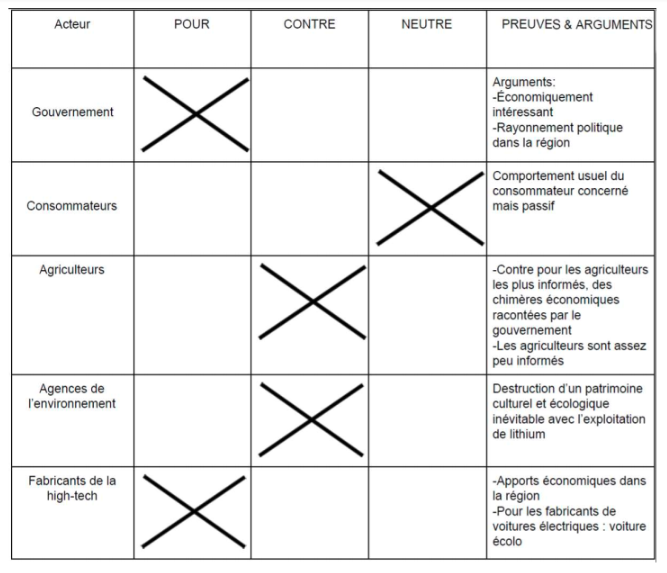 Acteur POUR CONTRE NEUTRE PREUVES & ARGUMENTS
Gouvernement
Arguments:
-Économiquement
intéressant
-Rayonnement politique
dans la région
Consommateurs
Comportement usuel du
consommateur concerné
mais passif
Agriculteurs
-Contre pour les agriculteurs
les plus informés, des
chimères économiques
racontées par le
gouvernement
-Les agriculteurs sont assez
peu informés
Agences de
l’environnement
Destruction d’un patrimoine
culturel et écologique
inévitable avec l’exploitation
de lithium
Fabricants de la
high-tech
-Apports économiques dans
la région
-Pour les fabricants de
voitures électriques : voiture
écolo